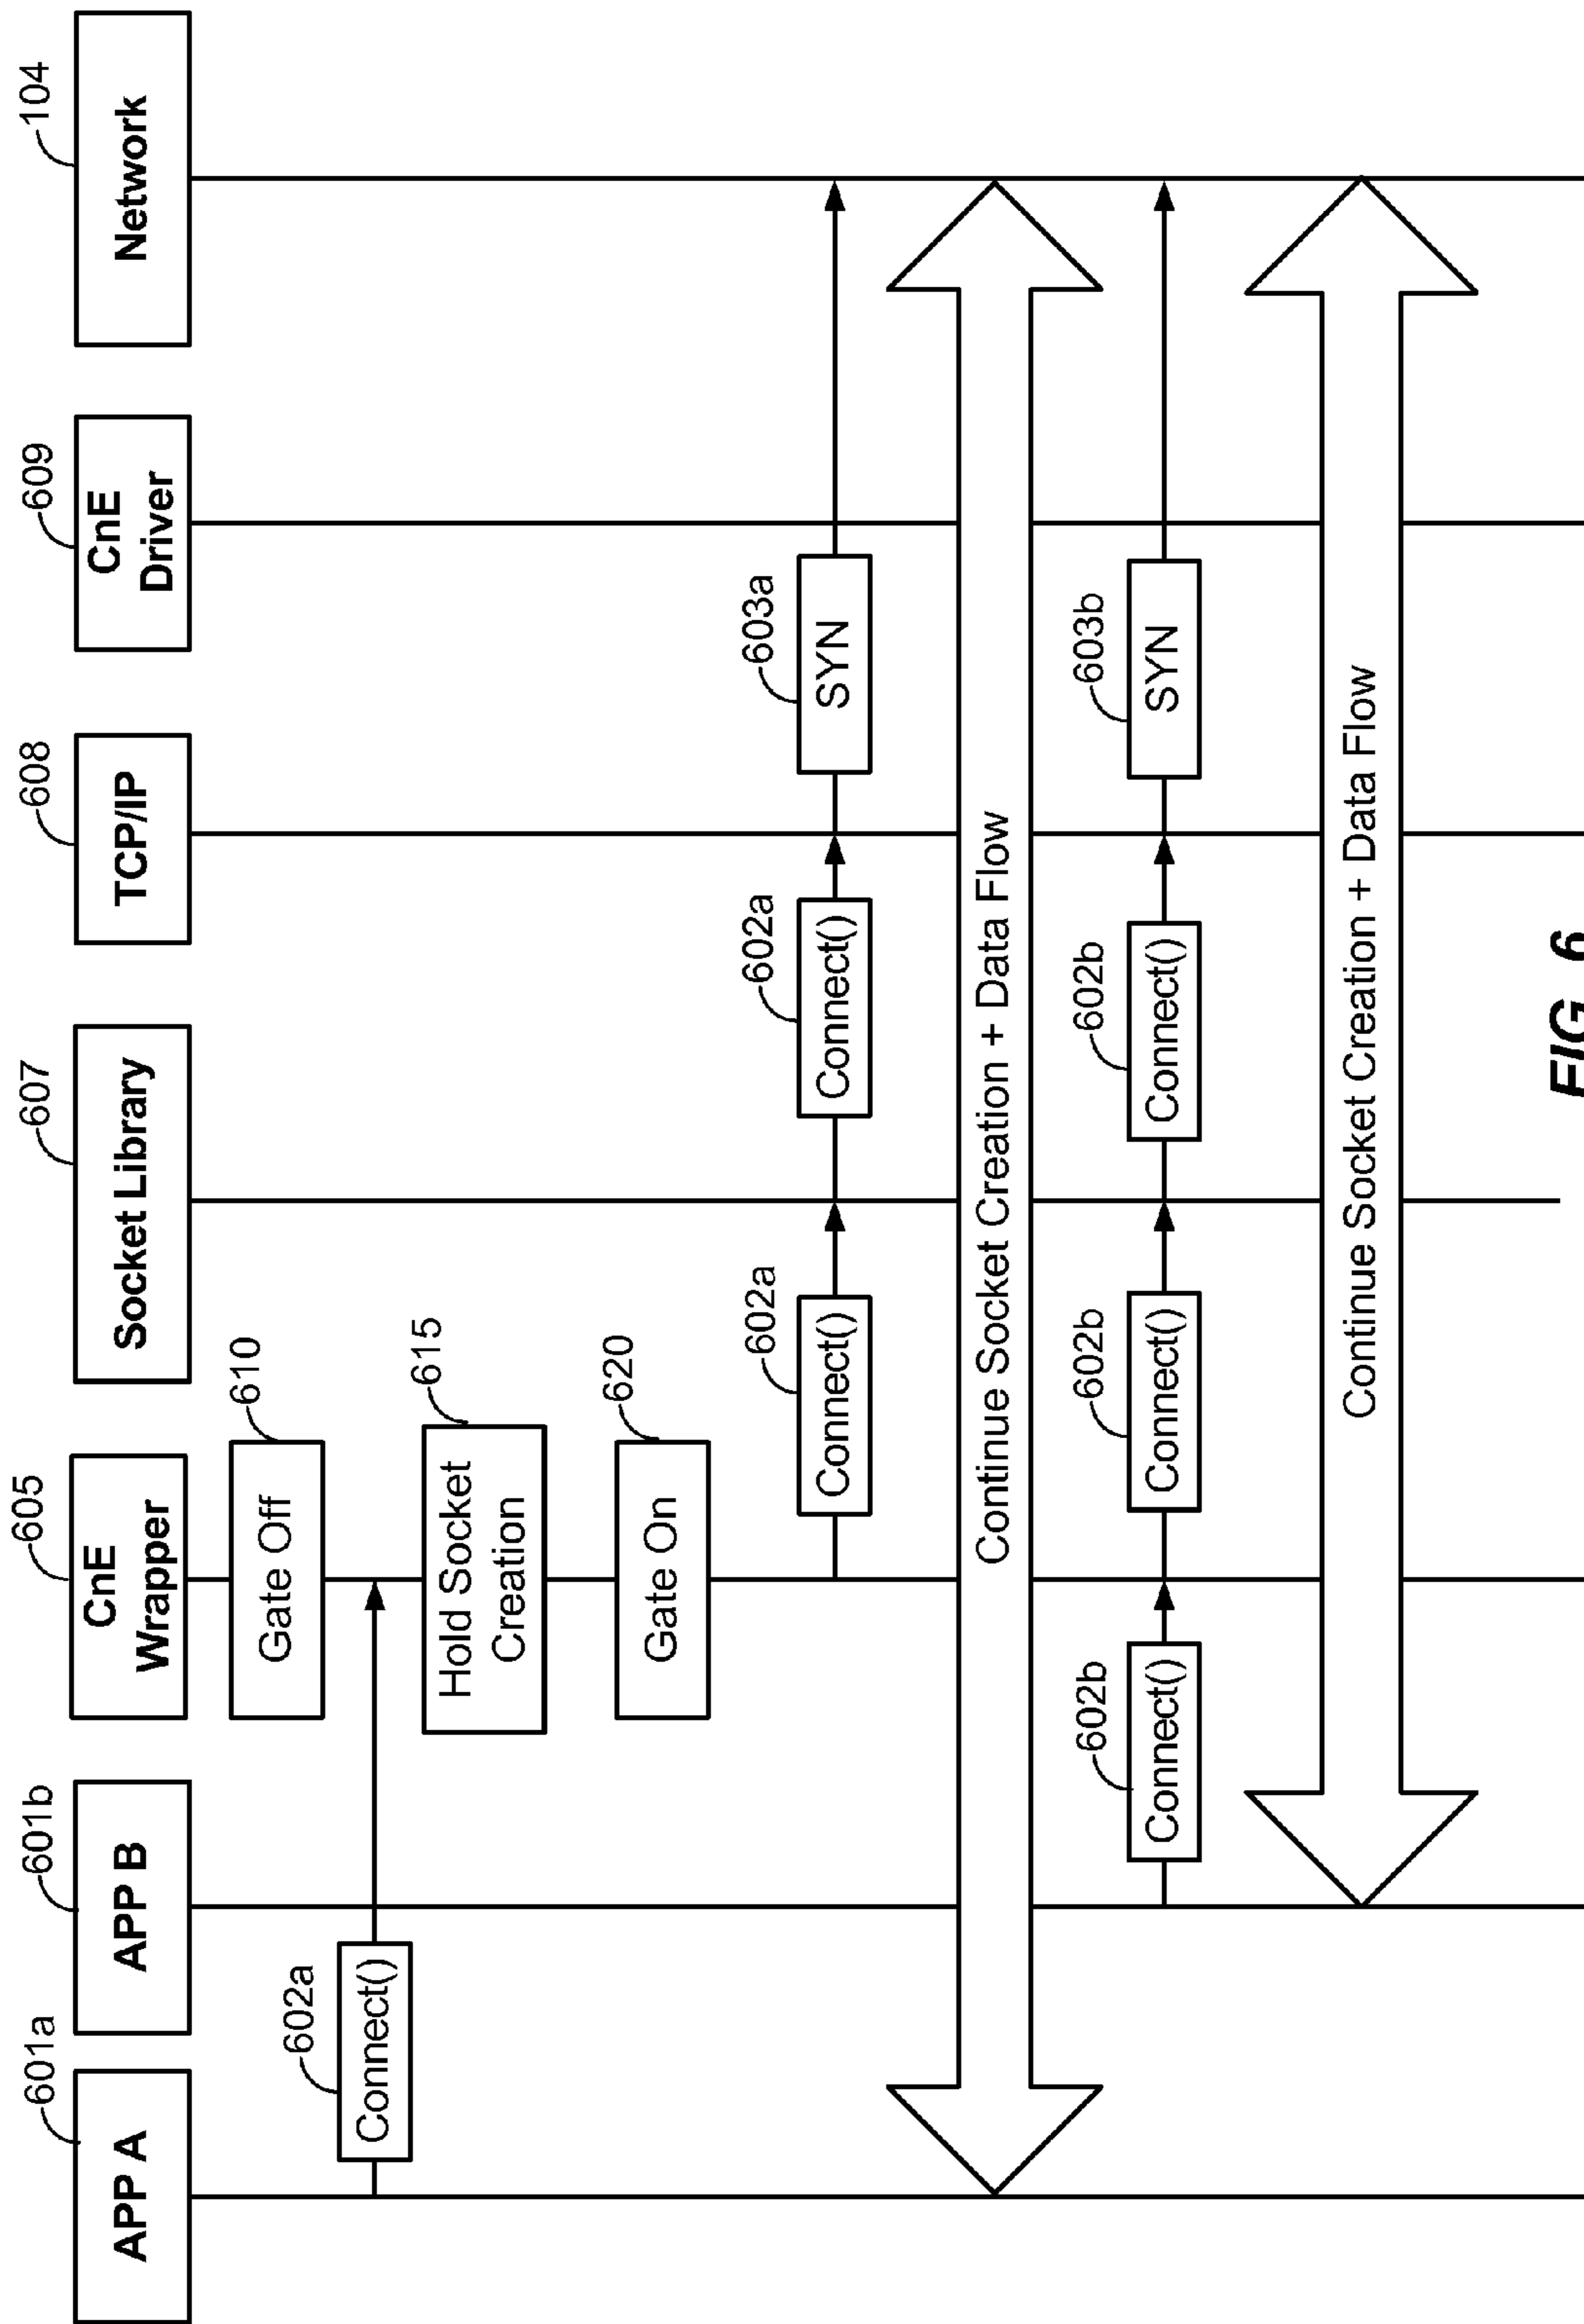 601a
601b
605
607
608
609
104
APP A
APP B
CnE
Wrapper
Socket Library
TCP/IP
CnE
Driver
Network
610
Gate Off
602a
Connect()
615
Hold Socket
Creation
620
Gate On
602a
602a
603a
Connect()
Connect()
SYN
Continue Socket Creation + Data Flow
602b
602b
602b
603b
Connect()
Connect()
Connect()
SYN
Continue Socket Creation + Data Flow
FIG. 6